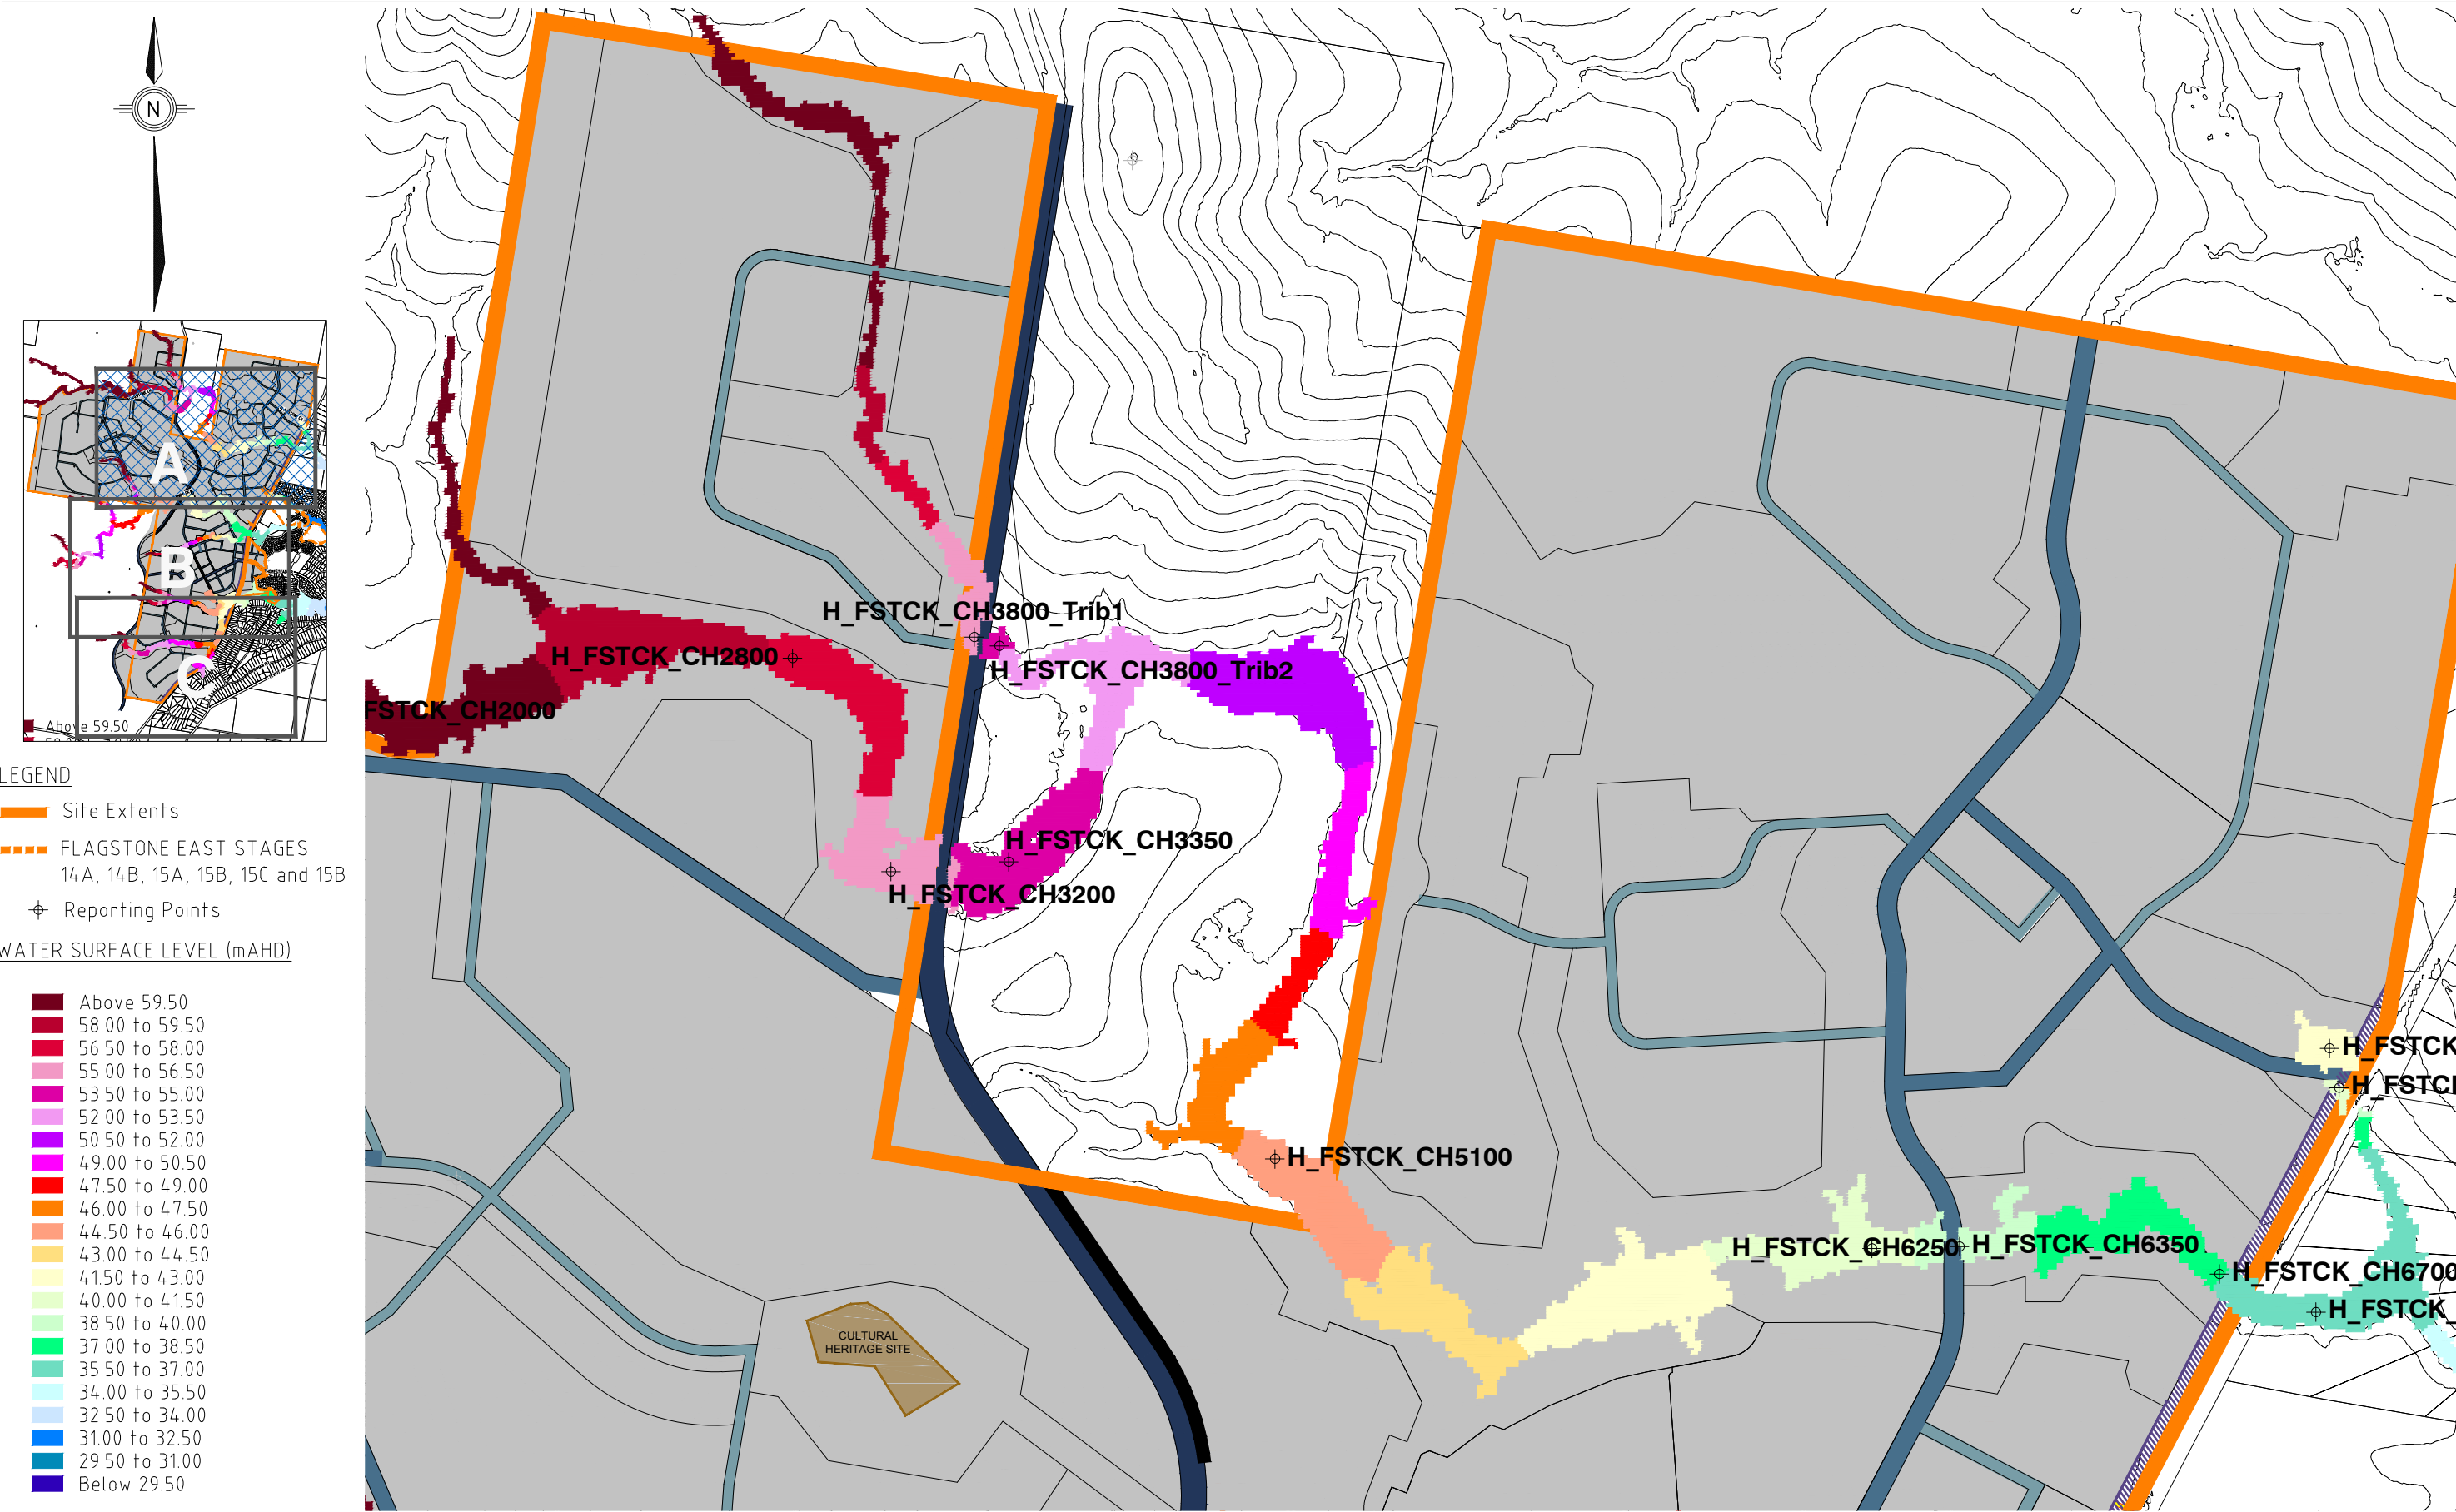 N
A
B
C
Above 59.50
LEGEND
Site Extents
FLAGSTONE EAST STAGES
14A, 14B, 15A, 15B, 15C and 15B
Reporting Points
WATER SURFACE LEVEL (mAHD)
Above 59.50
58.00 to 59.50
56.50 to 58.00
55.00 to 56.50
53.50 to 55.00
52.00 to 53.50
50.50 to 52.00
49.00 to 50.50
47.50 to 49.00
46.00 to 47.50
44.50 to 46.00
43.00 to 44.50
41.50 to 43.00
40.00 to 41.50
38.50 to 40.00
37.00 to 38.50
35.50 to 37.00
34.00 to 35.50
32.50 to 34.00
31.00 to 32.50
29.50 to 31.00
Below 29.50
H_FSTCK_CH3800_Trib1
H_FSTCK_CH2800
H_FSTCK_CH3800_Trib2
FSTCK_CH2000
H_FSTCK_CH3350
H_FSTCK_CH3200
H_FSTCK
H_FSTC
H_FSTCK_CH5100
H_FSTCK_CH6250
H_FSTCK_CH6350
H_FSTCK_CH6700
H_FSTCK_
CULTURAL
HERITAGE SITE